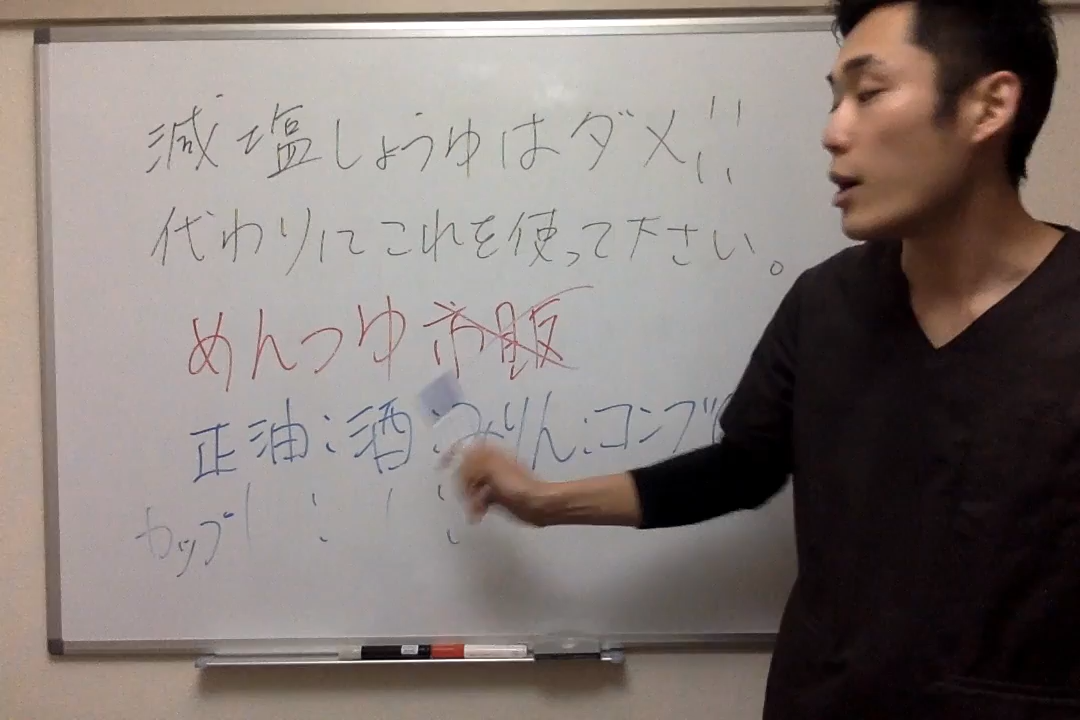 減塩しょうゆはダメ!!
代わりにこれを使って下さい。
めんつゆ 市販
正油:酒:みりん:コンブ
カップ1 : 1 :